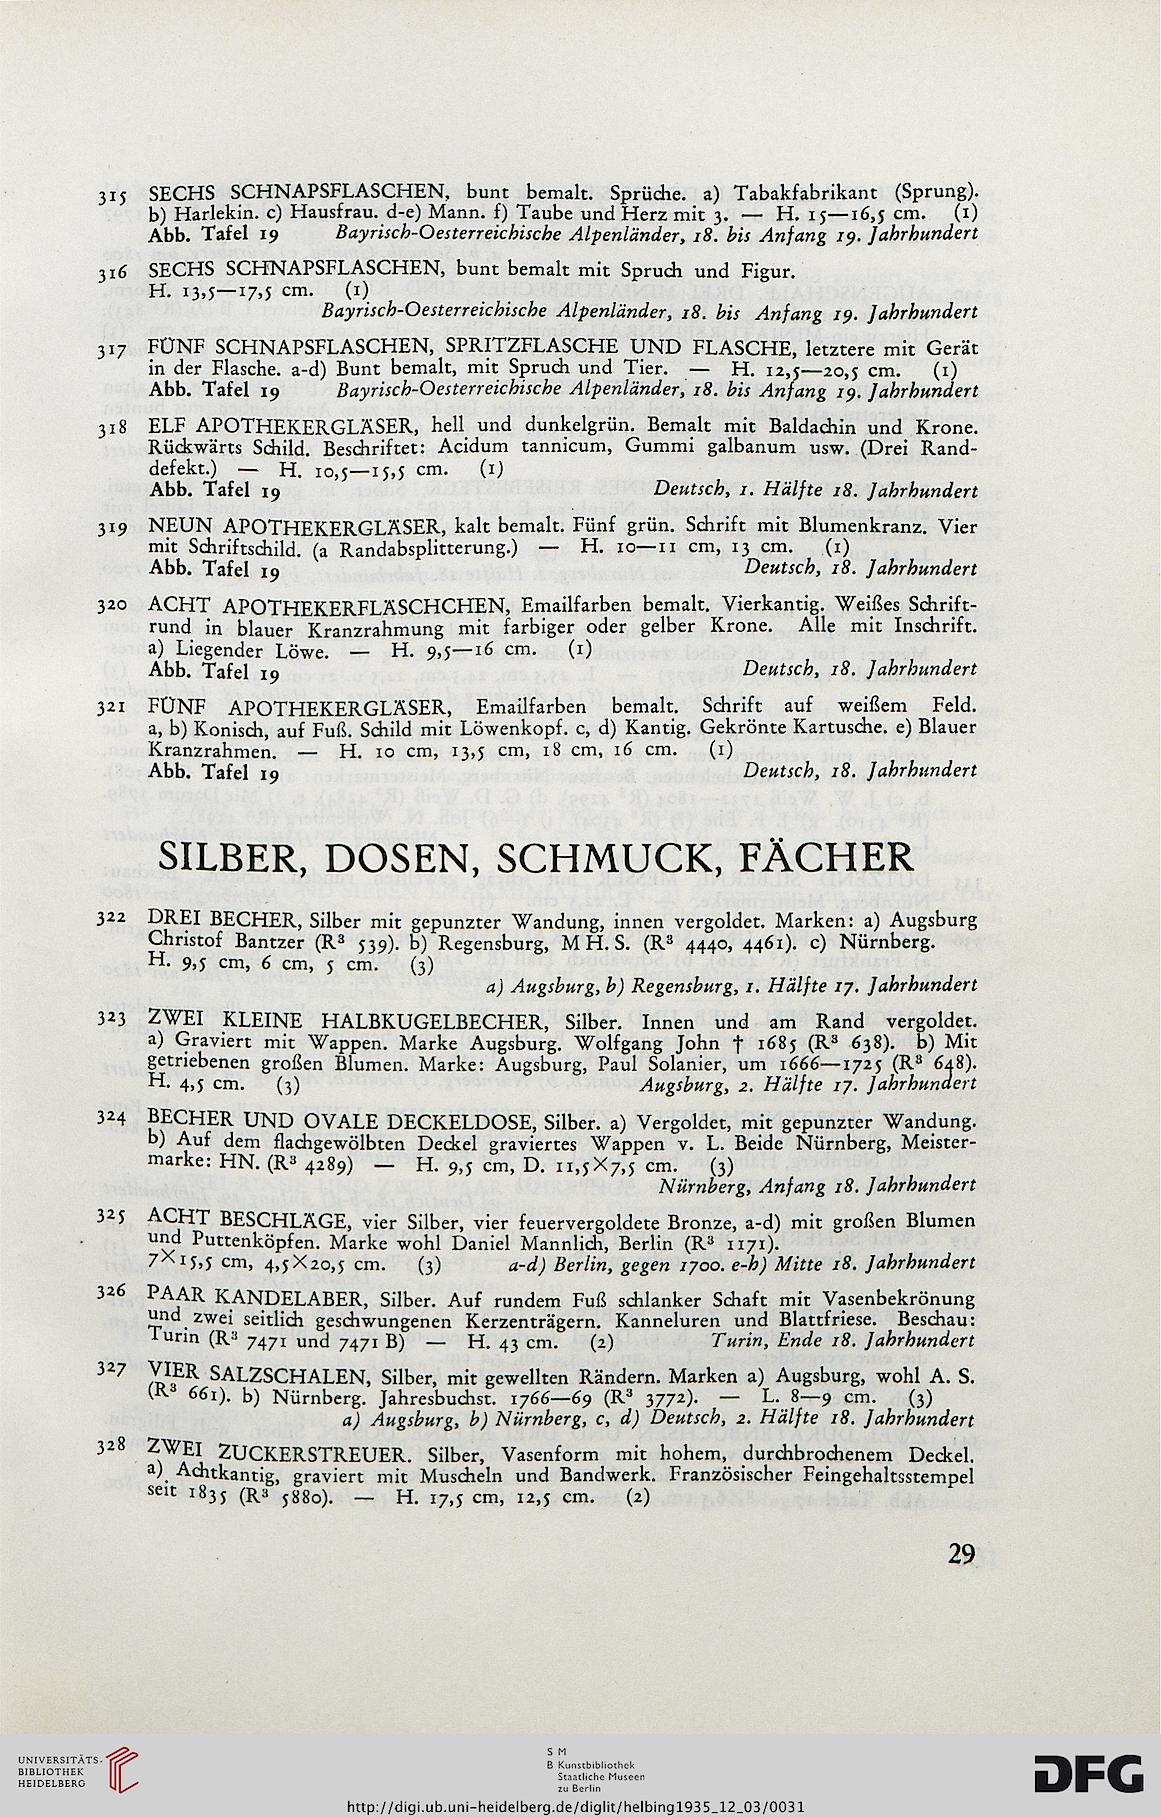 315 SECHS SCHNAPSFLASCHEN, bunt bemalt. Sprüche. a) Tabakfabrikant (Sprung).
b) Harlekin. c) Hausfrau. d-e) Mann. f) Taube und Herz mit 3. — H. 15—16,5 cm. (1)
Abb. Tafel 19 Bayrisch-Oesterreichische Alpenländer, 18. bis Anfang 19. Jahrhundert
316 SECHS SCHNAPSFLASCHEN, bunt bemalt mit Spruch und Figur.
H. 13,5—17,5 cm. (1)
Bayrisch-Oesterreichische Alpenländer, 18. bis Anfang 19. Jahrhundert
317 FÜNF SCHNAPSFLASCHEN, SPRITZFLASCHE UND FLASCHE, letztere mit Gerät
in der Flasche. a-d) Bunt bemalt, mit Spruch und Tier. — H. 12,5—20,5 cm. (1)
Abb. Tafel 19 Bayrisch-Oesterreichische Alpenländer, 18. bis Anfang 19. Jahrhundert
318 ELF APOTHEKERGLÄSER, hell und dunkelgrün. Bemalt mit Baldachin und Krone.
Rückwärts Schild. Beschriftet: Acidum tannicum, Gummi galbanum usw. (Drei Rand-
defekt.) — H. 10,5—15,5 cm. (1)
Abb. Tafel 19 Deutsch, 1. Hälfte 18. Jahrhundert
319 NEUN APOTHEKERGLÄSER, kalt bemalt. Fünf grün. Schrift mit Blumenkranz. Vier
mit Schriftschild. (a Randabsplitterung.) — H. 10—11 cm, 13 cm. (1)
Abb. Tafel 19 Deutsch, 18. Jahrhundert
320 ACHT APOTHEKERFLÄSCHCHEN, Emailfarben bemalt. Vierkantig. Weißes Schrift-
rund in blauer Kranzrahmung mit farbiger oder gelber Krone. Alle mit Inschrift.
a) Liegender Löwe. — H. 9,5—16 cm. (1)
Abb. Tafel 19 Deutsch, 18. Jahrhundert
321 FÜNF APOTHEKERGLÄSER, Emailfarben bemalt. Schrift auf weißem Feld.
a, b) Konisch, auf Fuß. Schild mit Löwenkopf. c, d) Kantig. Gekrönte Kartusche. e) Blauer
Kranzrahmen. — H. 10 cm, 13,5 cm, 18 cm, 16 cm. (1)
Abb. Tafel 19 Deutsch, 18. Jahrhundert
SILBER, DOSEN, SCHMUCK, FÄCHER
322 DREI BECHER, Silber mit gepunzter Wandung, innen vergoldet. Marken: a) Augsburg
Christof Bantzer (R³ 539). b) Regensburg, M H. S. (R³ 4440, 4461). c) Nürnberg.
H. 9,5 cm, 6 cm, 5 cm. (3)
a) Augsburg, b) Regensburg, 1. Hälfte 17. Jahrhundert
323 ZWEI KLEINE HALBKUGELBECHER, Silber. Innen und am Rand vergoldet.
a) Graviert mit Wappen. Marke Augsburg. Wolfgang John † 1685 (R³ 638). b) Mit
getriebenen großen Blumen. Marke: Augsburg, Paul Solanier, um 1666—1725 (R³ 648).
H. 4,5 cm. (3) Augsburg, 2. Hälfte 17. Jahrhundert
324 BECHER UND OVALE DECKELDOSE, Silber. a) Vergoldet, mit gepunzter Wandung.
b) Auf dem flachgewölbten Deckel graviertes Wappen v. L. Beide Nürnberg, Meister-
marke: HN. (R³ 4289) — H. 9,5 cm, D. 11,5×7,5 cm. (3)
Nürnberg, Anfang 18. Jahrhundert
325 ACHT BESCHLÄGE, vier Silber, vier feuervergoldete Bronze, a-d) mit großen Blumen
und Puttenköpfen. Marke wohl Daniel Mannlich, Berlin (R³ 1171).
7×15,5 cm, 4,5×20,5 cm. (3) a-d) Berlin, gegen 1700. e-h) Mitte 18. Jahrhundert
326 PAAR KANDELABER, Silber. Auf rundem Fuß schlanker Schaft mit Vasenbekrönung
und zwei seitlich geschwungenen Kerzenträgern. Kanneluren und Blattfriese. Beschau:
Turin (R³ 7471 und 7471 B) — H. 43 cm. (2) Turin, Ende 18. Jahrhundert
327 VIER SALZSCHALEN, Silber, mit gewellten Rändern. Marken a) Augsburg, wohl A. S.
(R³ 661). b) Nürnberg. Jahresbuchst. 1766—69 (R³ 3772). — L. 8—9 cm. (3)
a) Augsburg, b) Nürnberg, c, d) Deutsch, 2. Hälfte 18. Jahrhundert
328 ZWEI ZUCKERSTREUER. Silber, Vasenform mit hohem, durchbrochenem Deckel.
a) Achtkantig, graviert mit Muscheln und Bandwerk. Französischer Feingehaltsstempel
seit 1835 (R³ 5880). — H. 17,5 cm, 12,5 cm. (2)
29
UNIVERSITÄTS-
BIBLIOTHEK
HEIDELBERG
S M
B Kunstbibliothek
Staatliche Museen
zu Berlin
DFG
http://digi.ub.uni-heidelberg.de/diglit/helbing1935_12_03/0031